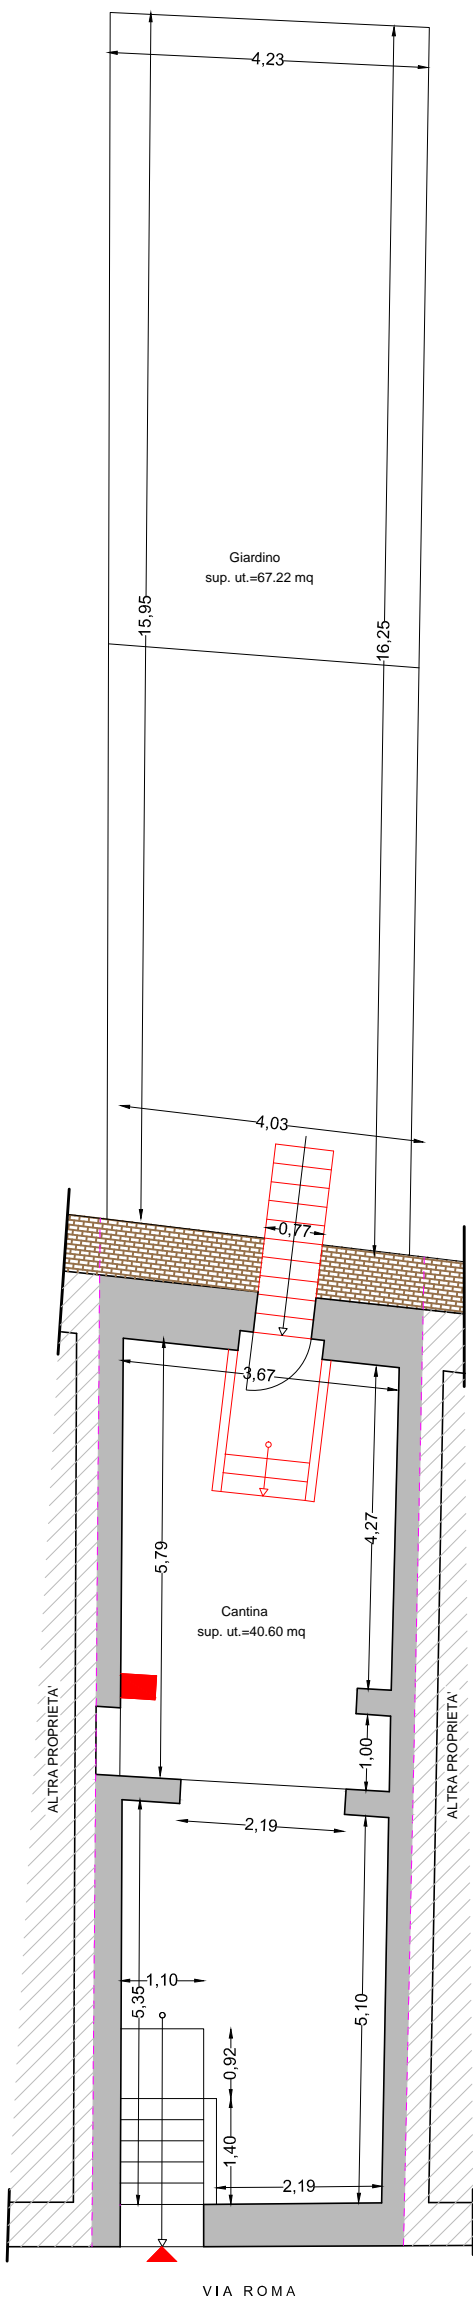 4,23
Giardino
sup. ut.=67.22 mq
15,95
16,25
4,03
0,77
3,67
4,27
5,79
Cantina
sup. ut.=40.60 mq
ALTRA PROPRIETA'
ALTRA PROPRIETA'
1,00
2,19
1,10
5,35
5,10
0,92
1,40
2,19
VIA ROMA